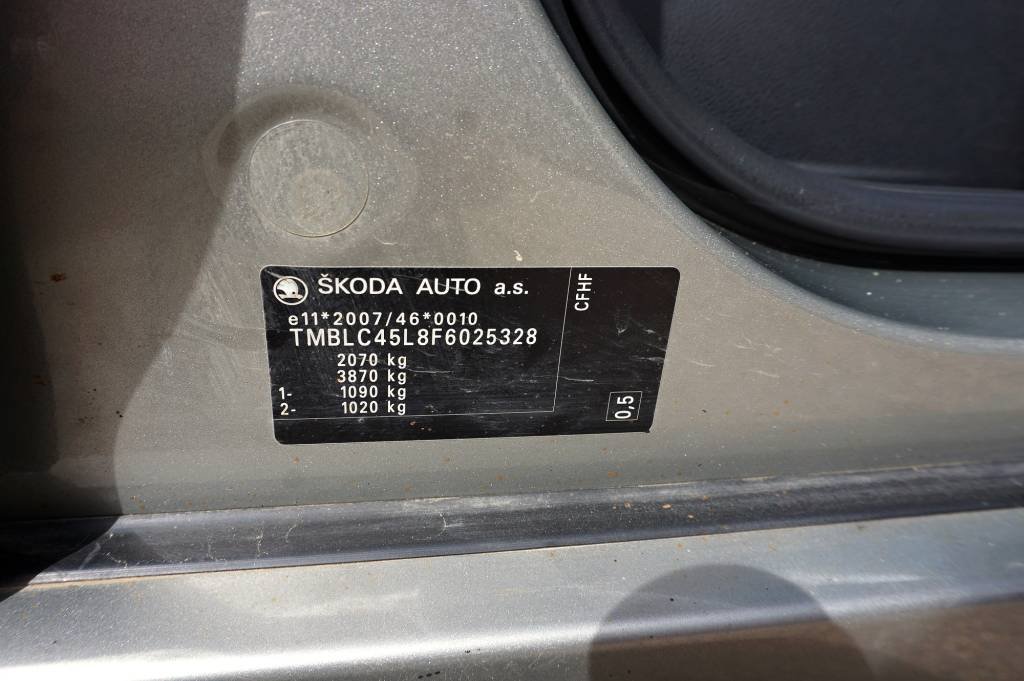 ŠKODA AUTO a.s.
e11*2007/46*0010
TMBLC45L8F6025328
2070 kg
3870 kg
1- 1090 kg
2- 1020 kg
CFHF
0,5